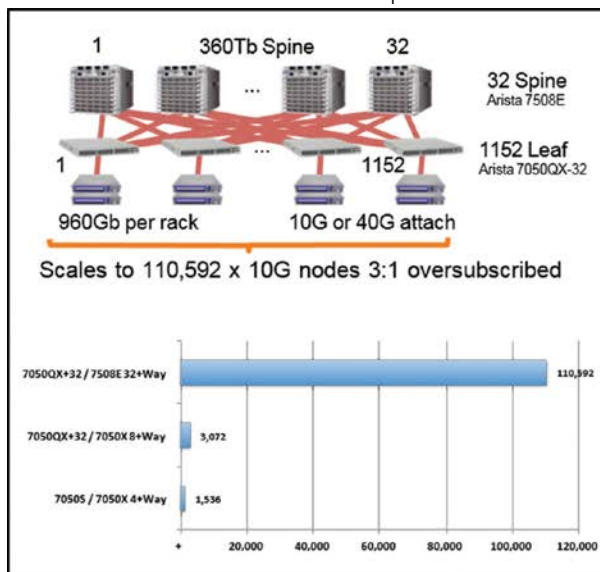 1 360Tb Spine 32
32 Spine
Arista 7508E
...
1 ... 1152
1152 Leaf
Arista 7050QX-32
960Gb per rack 10G or 40G attach
Scales to 110,592 x 10G nodes 3:1 oversubscribed
7050QX+32 / 7508E 32+Way 110,592
7050QX+32 / 7050X 8+Way 3,072
7050S / 7050X 4+Way 1,536
+ 20,000 40,000 60,000 80,000 100,000 120,000